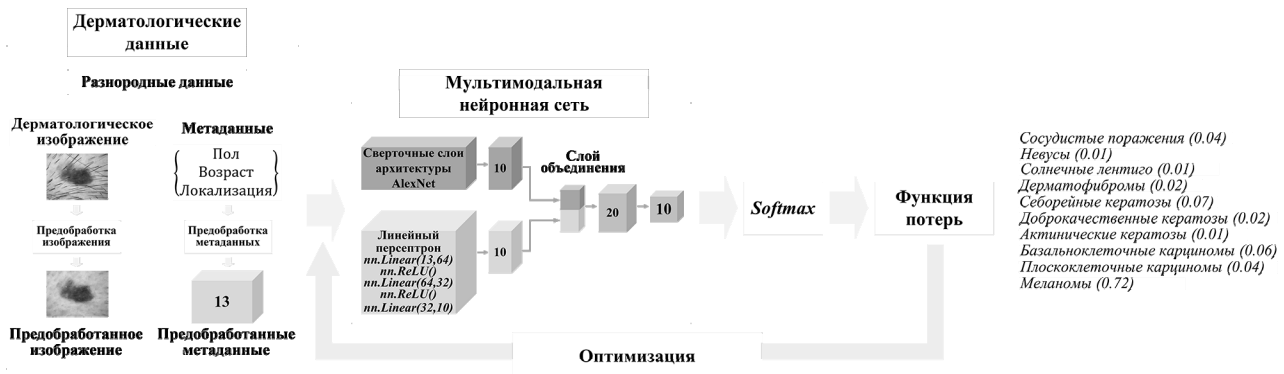 Дерматологические
данные
Разнородные данные
Дерматологическое
изображение
Метаданные
Пол
Возраст
Локализация
Предобработка
изображения
Предобработка
метаданных
13
Предобработанное
изображение
Предобработанные
метаданные
Мультимодальная
нейронная сеть
Сверточные слои
архитектуры
AlexNet
10
Слой
объединения
Линейный
персептрон
nn.Linear(13,64)
nn.ReLU()
nn.Linear(64,32)
nn.ReLU()
nn.Linear(32,10)
10
20
10
Softmax
Функция
потерь
Оптимизация
Сосудистые поражения (0.04)
Невусы (0.01)
Солнечные лентиго (0.01)
Дерматофибромы (0.02)
Себорейные кератозы (0.07)
Доброкачественные кератозы (0.02)
Актинические кератозы (0.01)
Базальноклеточные карциномы (0.06)
Плоскоклеточные карциномы (0.04)
Меланомы (0.72)